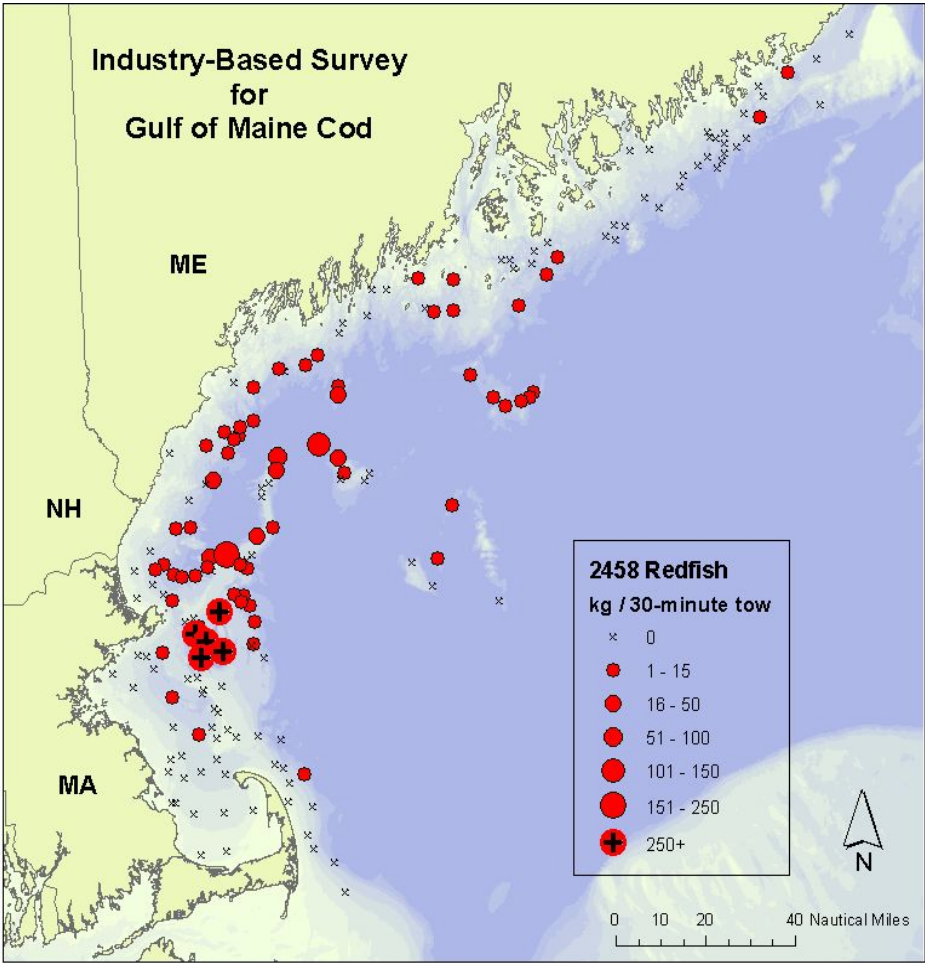 Industry-Based Survey
for
Gulf of Maine Cod
ME
NH
MA
2458 Redfish
kg / 30-minute tow
0
1 - 15
16 - 50
51 - 100
101 - 150
151 - 250
250+
N
0 10 20 40 Nautical Miles